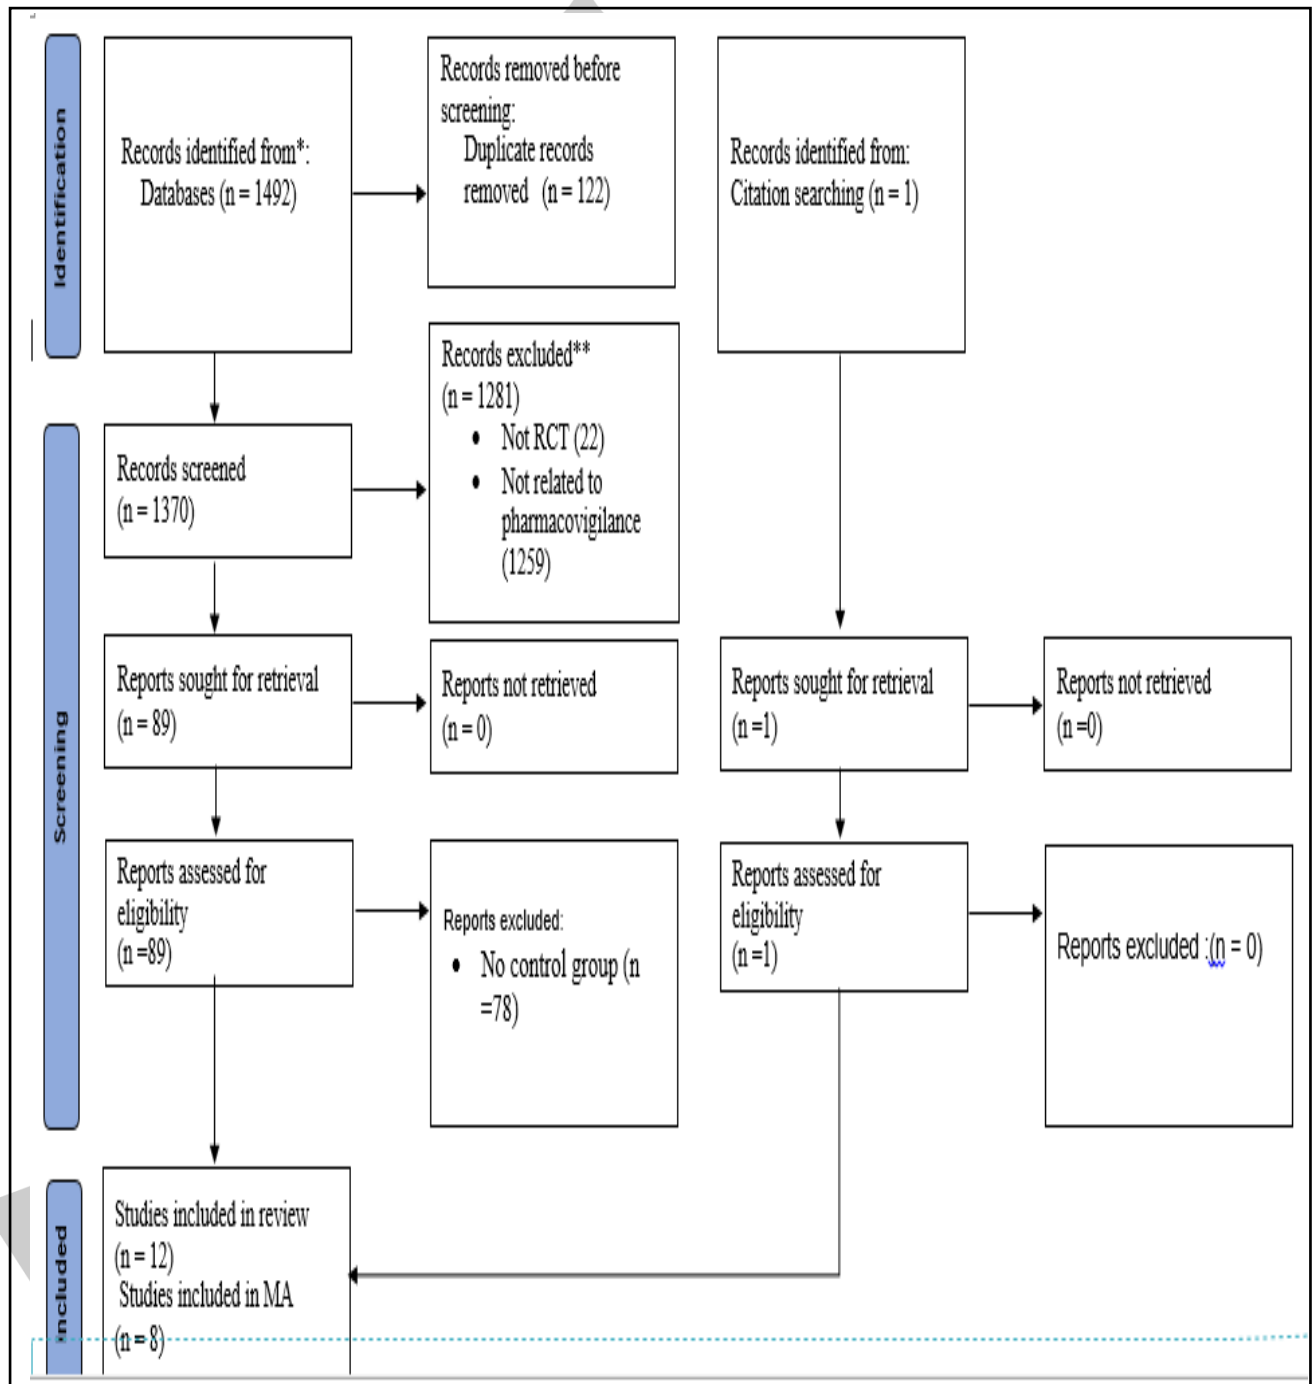 Identification
Records identified from*:
Databases (n = 1492)
Records removed before
screening:
Duplicate records
removed (n = 122)
Records identified from:
Citation searching (n = 1)
Screening
Records screened
(n = 1370)
Records excluded**
(n = 1281)
• Not RCT (22)
• Not related to
pharmacovigilance
(1259)
Reports sought for retrieval
(n = 89)
Reports not retrieved
(n = 0)
Reports sought for retrieval
(n =1)
Reports not retrieved
(n =0)
Reports assessed for
eligibility
(n =89)
Reports excluded:
• No control group (n
=78)
Reports assessed for
eligibility
(n =1)
Reports excluded :(n = 0)
Included
Studies included in review
(n = 12)
Studies included in MA
(n = 8)